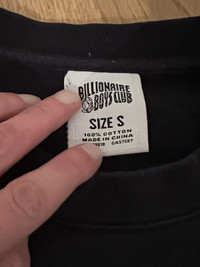 BILLIONAIRE
BOYS CLUB
SIZE S
100% COTTON
MADE IN CHINA